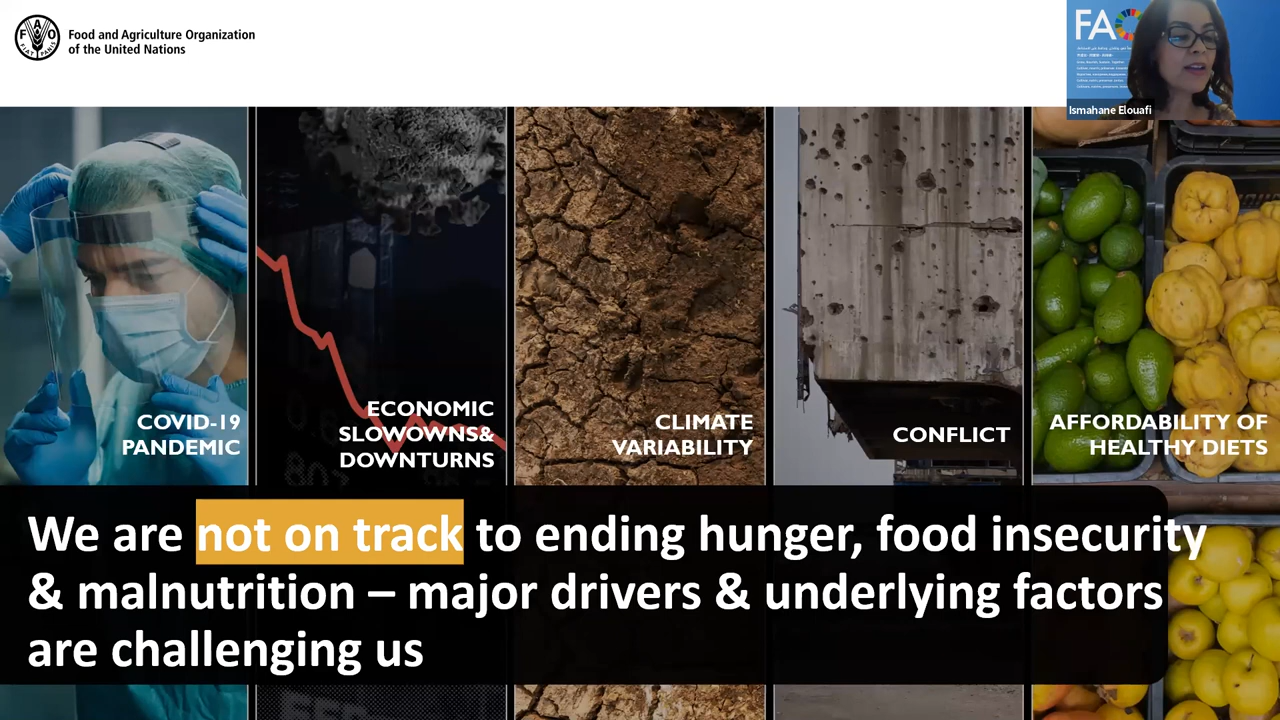 Food and Agriculture Organization
of the United Nations
FAO
Ismahane Elouafi
COVID-19
PANDEMIC
ECONOMIC
SLOWOWNS&
DOWNTURNS
CLIMATE
VARIABILITY
CONFLICT
AFFORDABILITY OF
HEALTHY DIETS
We are not on track to ending hunger, food insecurity
& malnutrition – major drivers & underlying factors
are challenging us